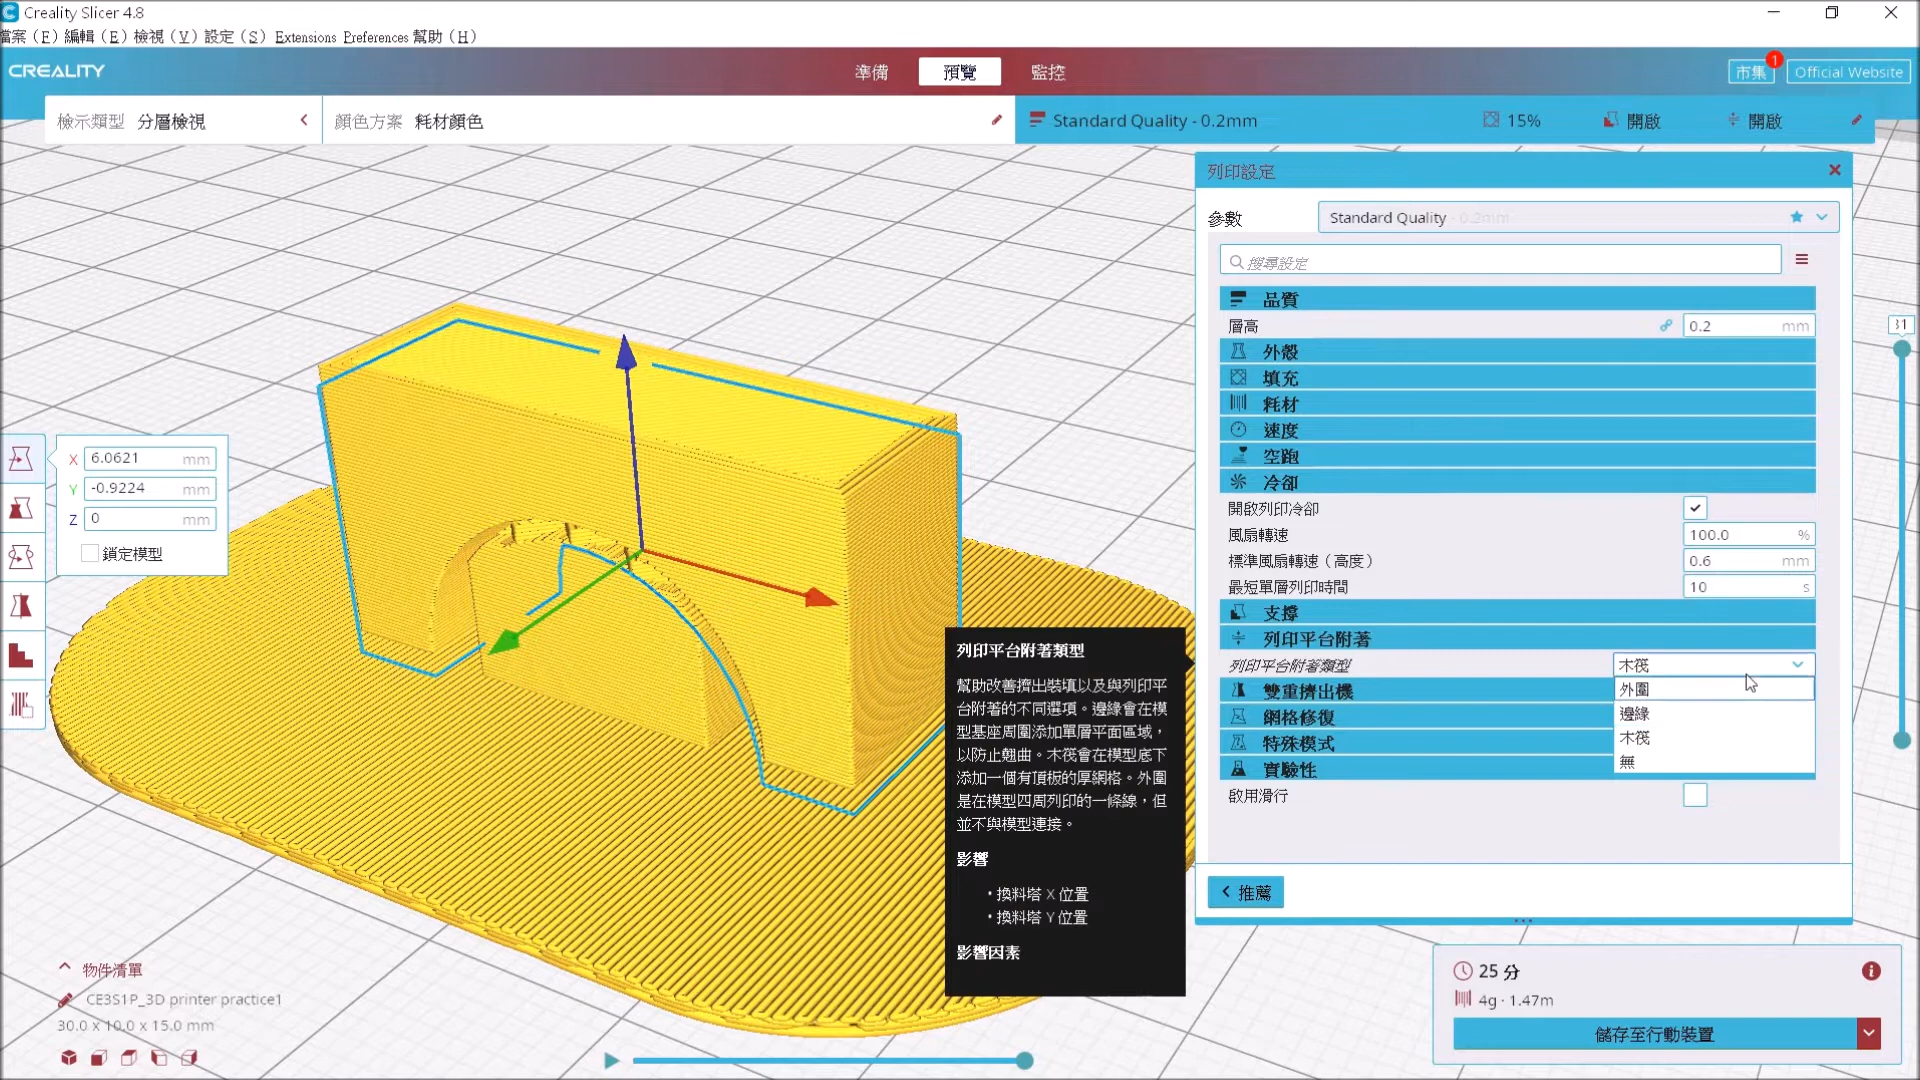 Creality Slicer 4.8
檔案（F）編輯（E）檢視（V）設定（S）Extensions Preferences 幫助（H）
CREALITY
準備
預覽
監控
市集
1
Official Website
檢示類型 分層檢視
顏色方案 耗材顏色
Standard Quality - 0.2mm
15%
開啟
開啟
列印設定
參數
Standard Quality - 0.2mm
搜尋設定
品質
層高
0.2 mm
外殼
填充
耗材
速度
空跑
冷卻
開啟列印冷卻
風扇轉速
100.0 %
標準風扇轉速（高度）
0.6 mm
最短單層列印時間
10 s
支撐
列印平台附著
列印平台附著類型
木筏
外圍
邊緣
木筏
無
雙重擠出機
網格修復
特殊模式
實驗性
啟用滑行
推薦
X 6.0621 mm
Y -0.9224 mm
Z 0 mm
鎖定模型
列印平台附著類型
幫助改善擠出裝填以及與列印平
台附著的不同選項。邊緣會在模
型基座周圍添加單層平面區域，
以防止翹曲。木筏會在模型底下
添加一個有頂板的厚網格。外圍
是在模型四周列印的一條線，但
並不與模型連接。
影響
• 換料塔 X 位置
• 換料塔 Y 位置
影響因素
物件清單
CE3S1P_3D printer practice1
30.0 x 10.0 x 15.0 mm
25 分
4g · 1.47m
儲存至行動裝置